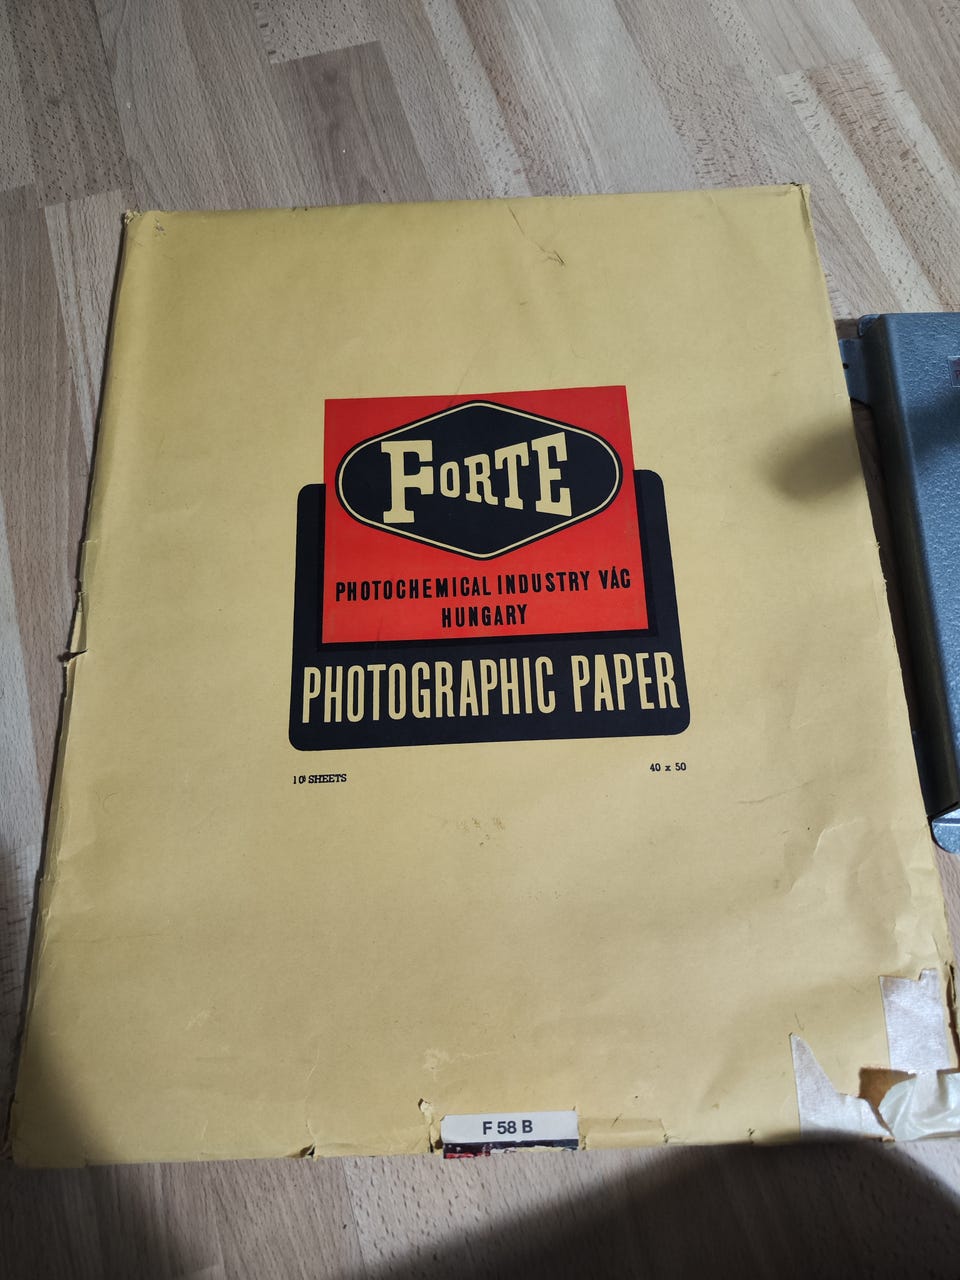 FORTE
PHOTOCHEMICAL INDUSTRY VÁC
HUNGARY
PHOTOGRAPHIC PAPER
SHEETS
40 x 50
F 58 B